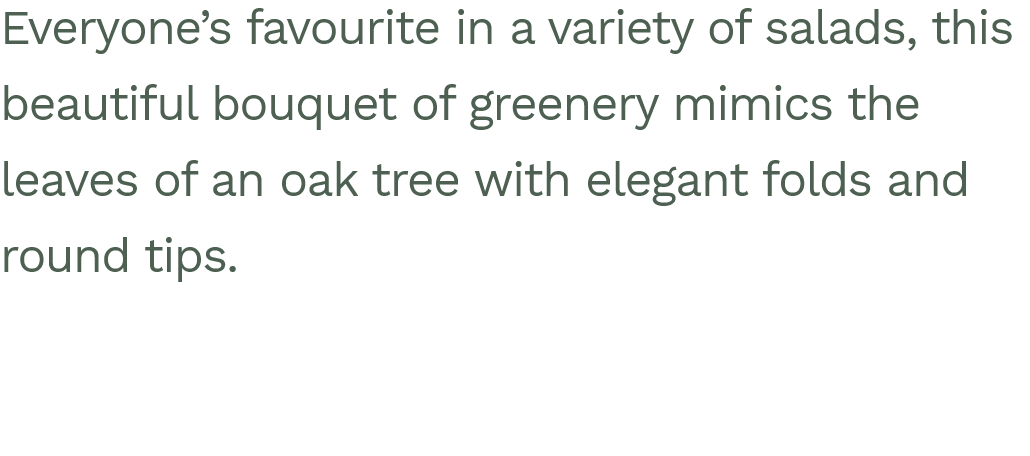 Everyone’s favourite in a variety of salads, this
beautiful bouquet of greenery mimics the
leaves of an oak tree with elegant folds and
round tips.